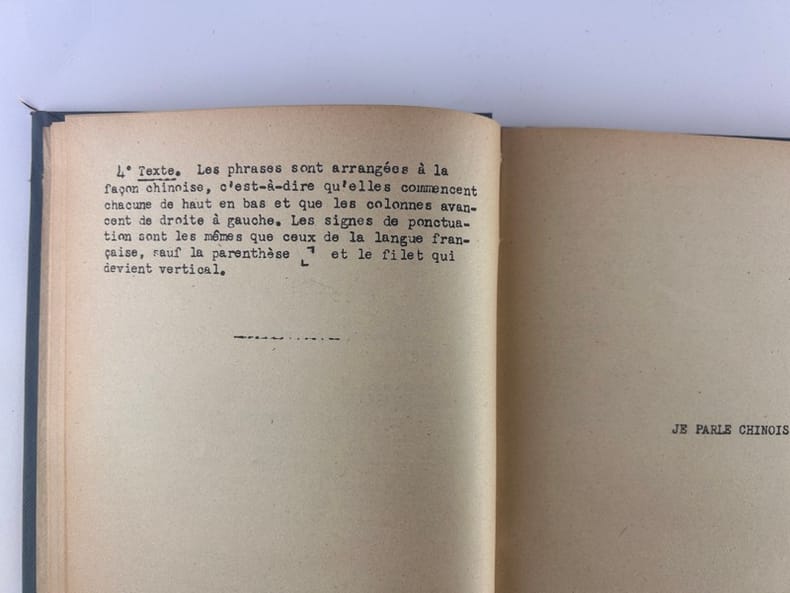 4° Texte. Les phrases sont arrangées à la
façon chinoise, c'est-à-dire qu'elles commencent
chacune de haut en bas et que les colonnes avan-
cent de droite à gauche. Les signes de ponctua-
tion sont les mêmes que ceux de la langue fran-
çaise, sauf la parenthèse ﹁﹂ et le filet qui
devient vertical.
JE PARLE CHINOIS